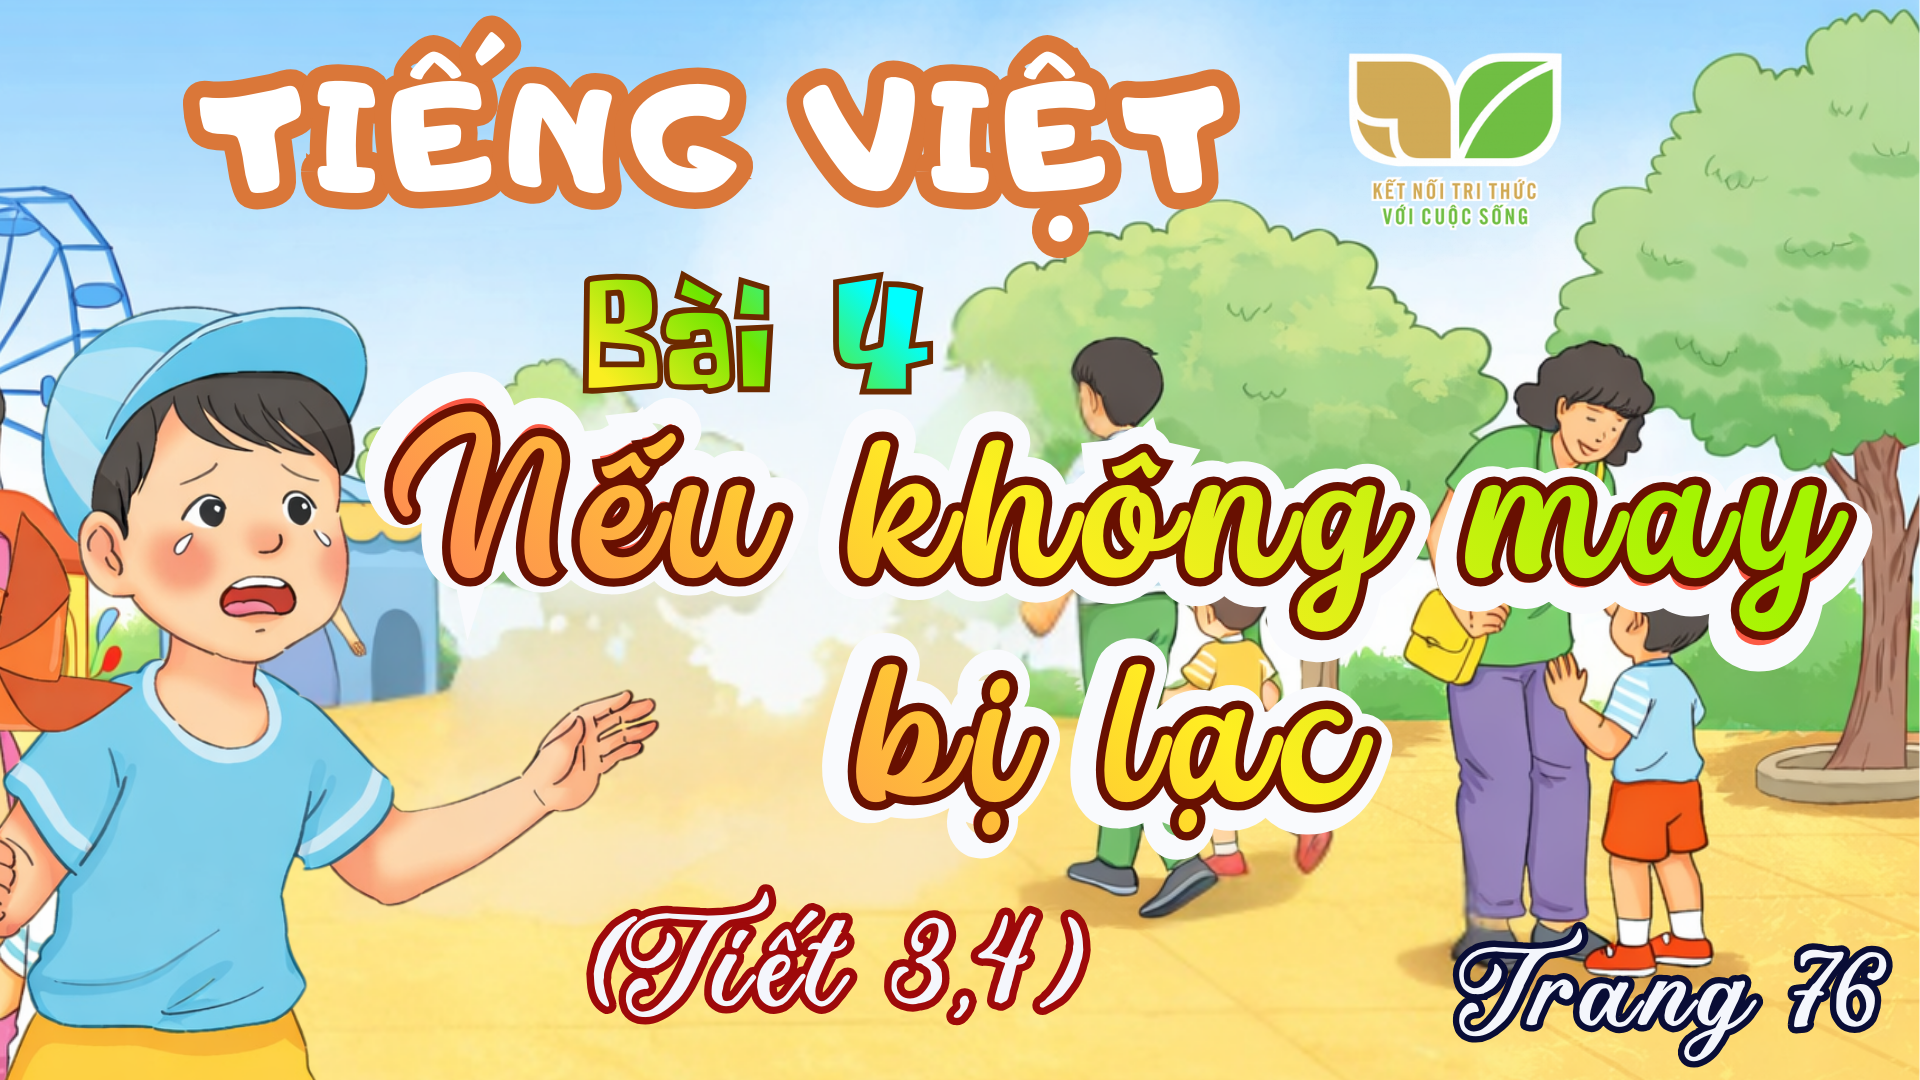 TIẾNG VIỆT
KẾT NỐI TRI THỨC
VỚI CUỘC SỐNG
Bài 4
Nếu không may
bị lạc
(Tiết 3,4)
Trang 76